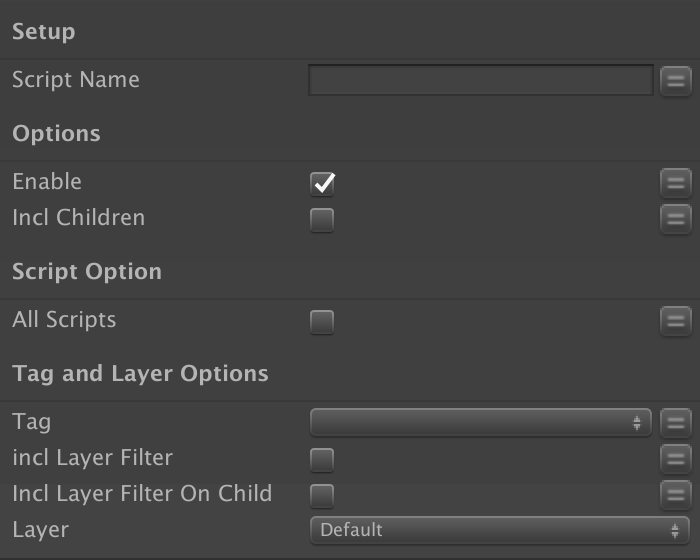 Setup
Script Name
Options
Enable
Incl Children
Script Option
All Scripts
Tag and Layer Options
Tag
incl Layer Filter
Incl Layer Filter On Child
Layer Default